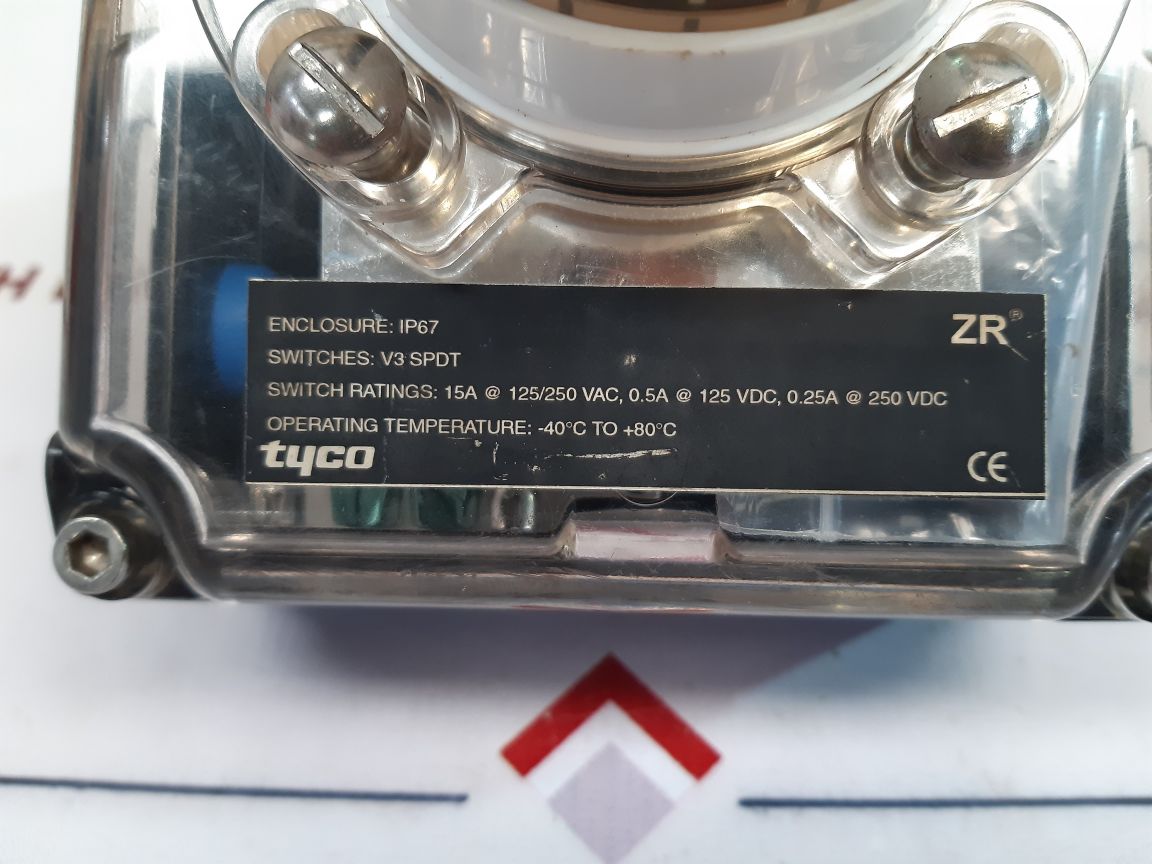 ENCLOSURE: IP67
ZR®
SWITCHES: V3 SPDT
SWITCH RATINGS: 15A @ 125/250 VAC, 0.5A @ 125 VDC, 0.25A @ 250 VDC
OPERATING TEMPERATURE: -40°C TO +80°C
tyco
CE
H